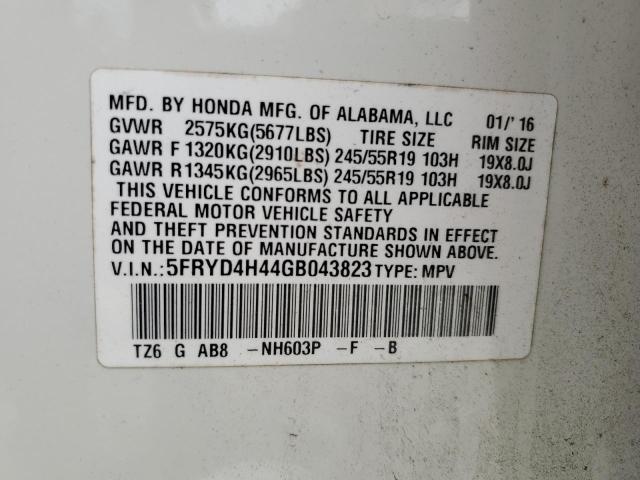 MFD. BY HONDA MFG. OF ALABAMA, LLC 01/'16
GVWR 2575KG(5677LBS) TIRE SIZE RIM SIZE
GAWR F 1320KG(2910LBS) 245/55R19 103H 19X8.0J
GAWR R1345KG(2965LBS) 245/55R19 103H 19X8.0J
THIS VEHICLE CONFORMS TO ALL APPLICABLE
FEDERAL MOTOR VEHICLE SAFETY
AND THEFT PREVENTION STANDARDS IN EFFECT
ON THE DATE OF MANUFACTURE SHOWN ABOVE.
V.I.N.:5FRYD4H44GB043823 TYPE: MPV
TZ6 G AB8 -NH603P -F -B